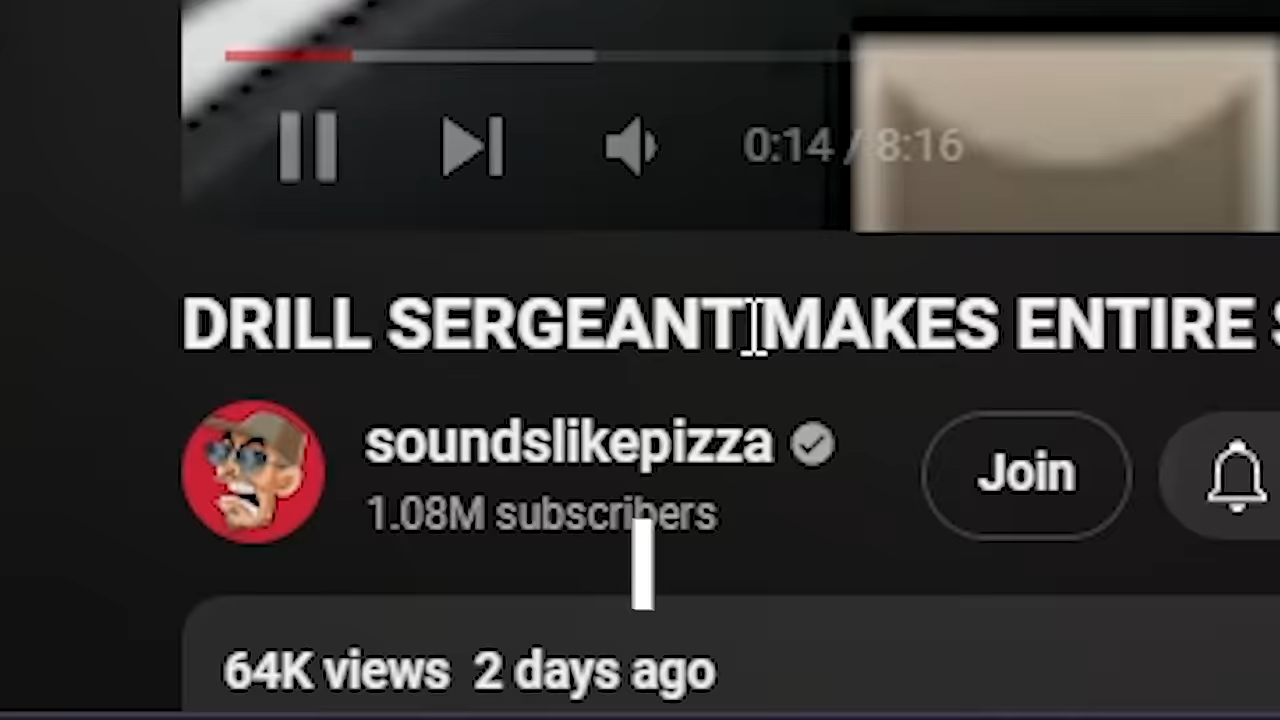 0:14 / 8:16
DRILL SERGEANT MAKES ENTIRE
soundslikepizza
1.08M subscribers
Join
I
64K views 2 days ago